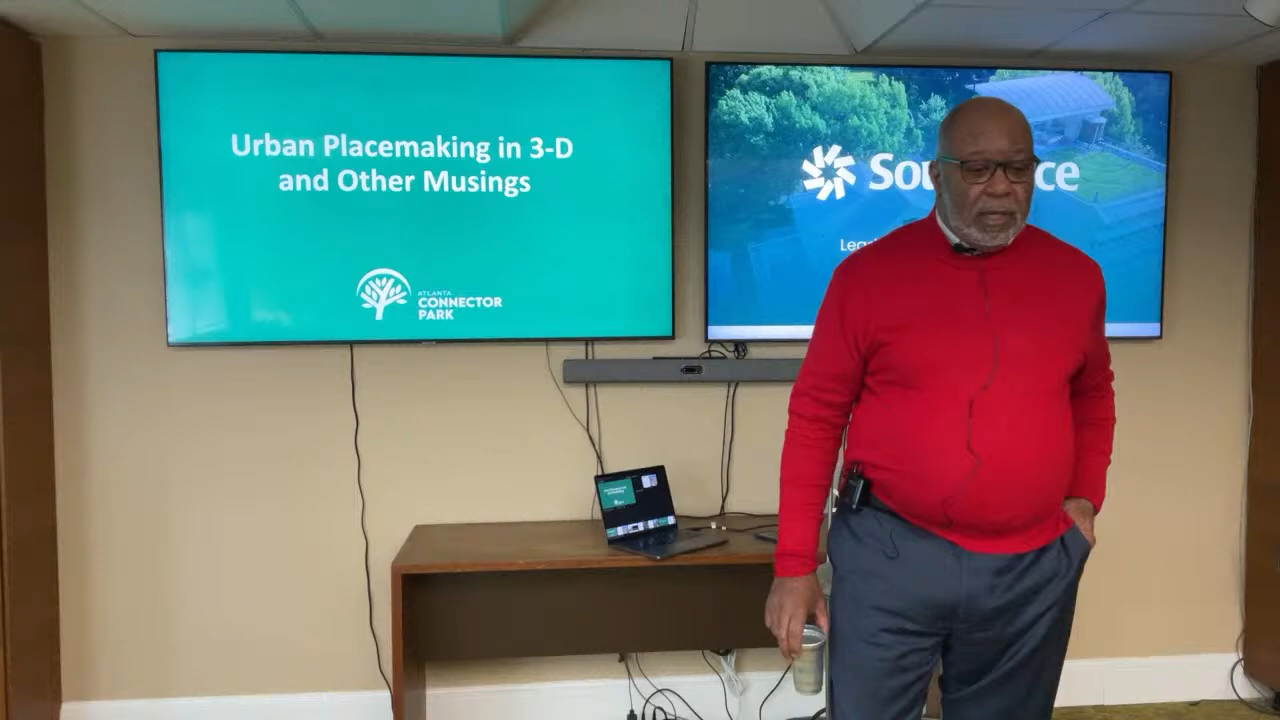 Urban Placemaking in 3-D
and Other Musings
ATLANTA
CONNECTOR
PARK